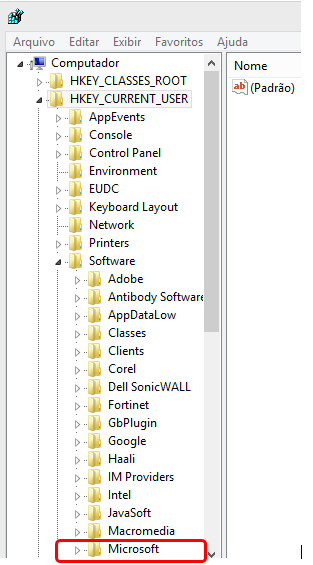 Arquivo Editar Exibir Favoritos Ajuda
Computador
HKEY_CLASSES_ROOT
HKEY_CURRENT_USER
AppEvents
Console
Control Panel
Environment
EUDC
Keyboard Layout
Network
Printers
Software
Adobe
Antibody Software
AppDataLow
Classes
Clients
Corel
Dell SonicWALL
Fortinet
GbPlugin
Google
Haali
IM Providers
Intel
JavaSoft
Macromedia
Microsoft
Nome
ab (Padrão)